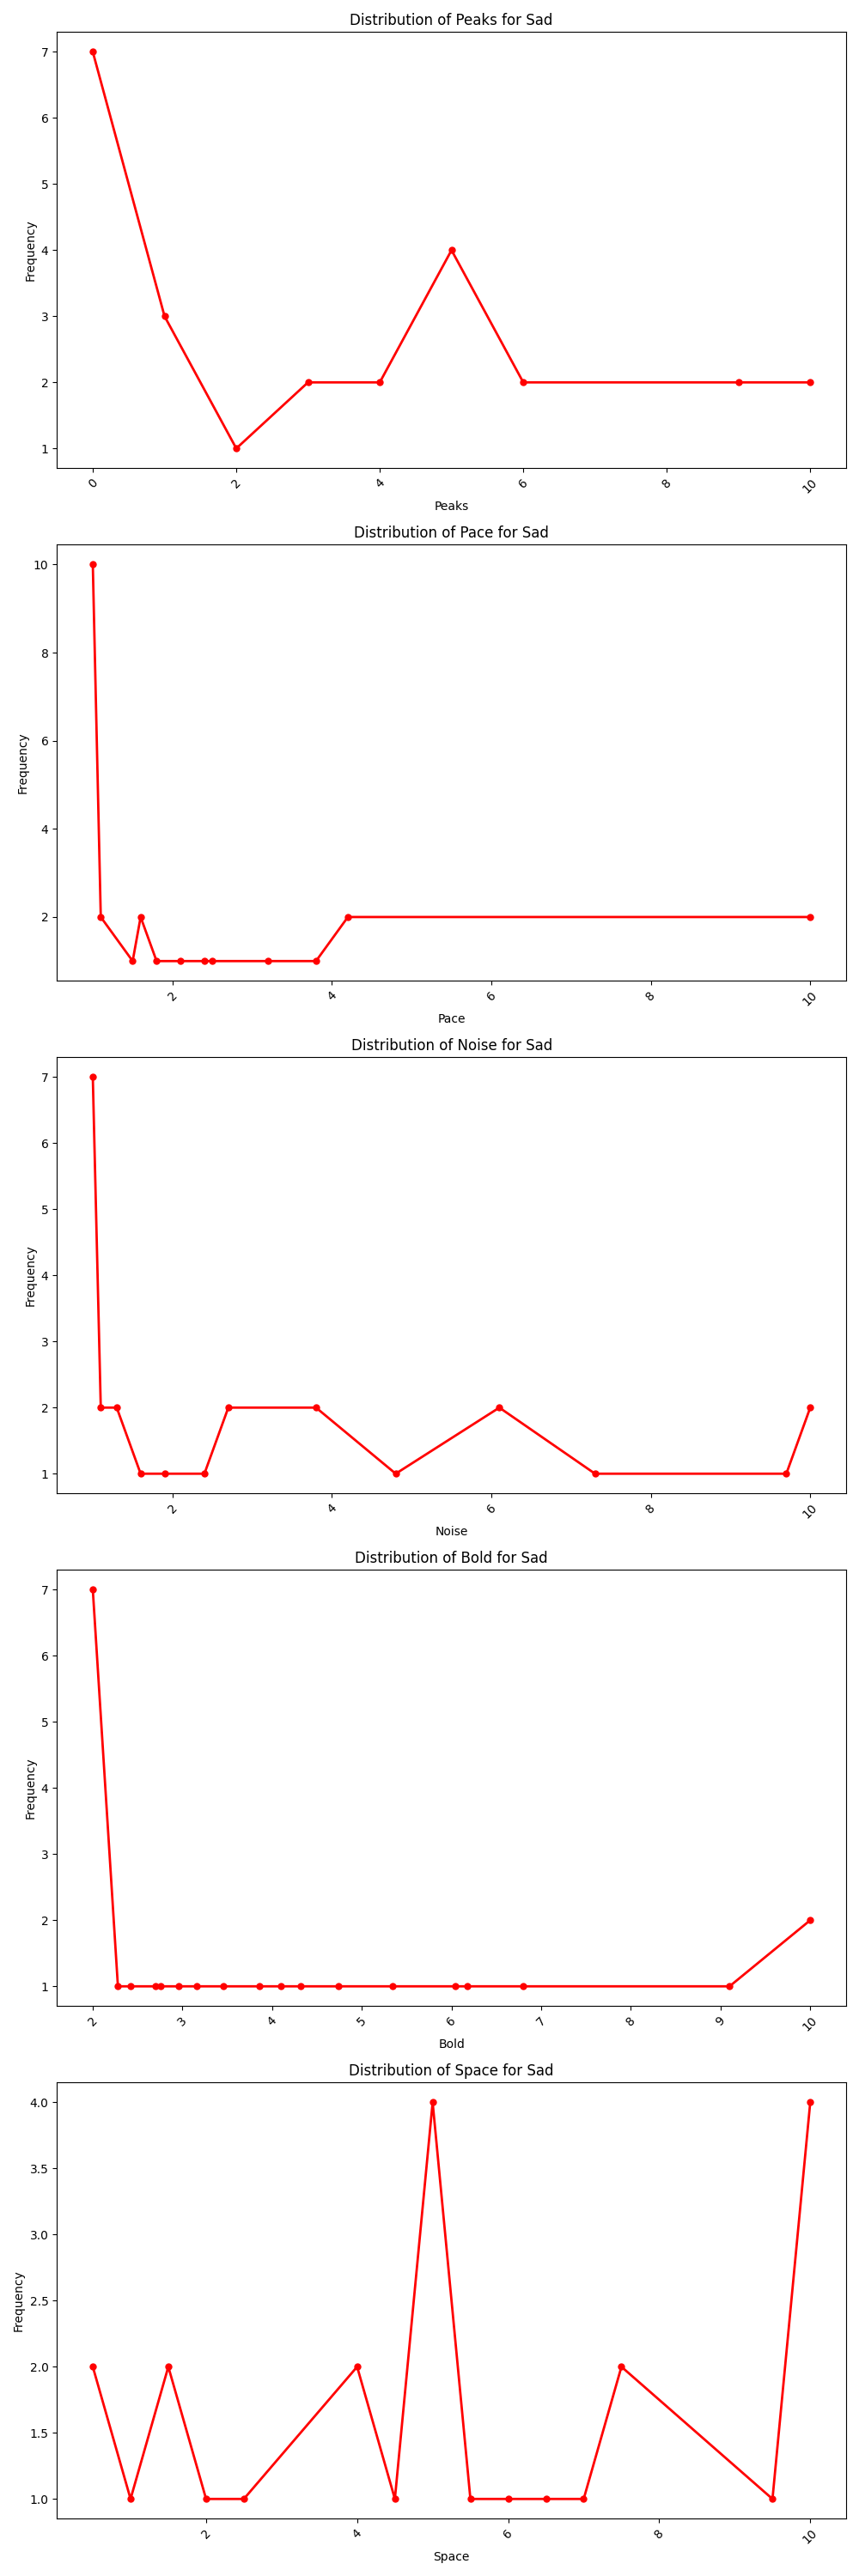 Distribution of Peaks for Sad
7
6
5
4
3
2
1
Frequency
0 2 4 6 8 10
Peaks
Distribution of Pace for Sad
10
8
6
4
2
Frequency
2 4 6 8 10
Pace
Distribution of Noise for Sad
7
6
5
4
3
2
1
Frequency
2 4 6 8 10
Noise
Distribution of Bold for Sad
7
6
5
4
3
2
1
Frequency
2 3 4 5 6 7 8 9 10
Bold
Distribution of Space for Sad
4.0
3.5
3.0
2.5
2.0
1.5
1.0
Frequency
2 4 6 8 10
Space